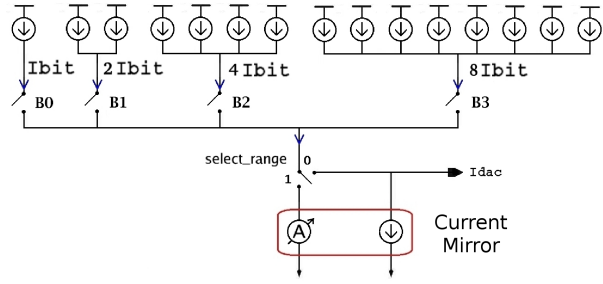 Ibit
2 Ibit
4 Ibit
8 Ibit
B0
B1
B2
B3
select_range
0
1
Idac
A
Current
Mirror